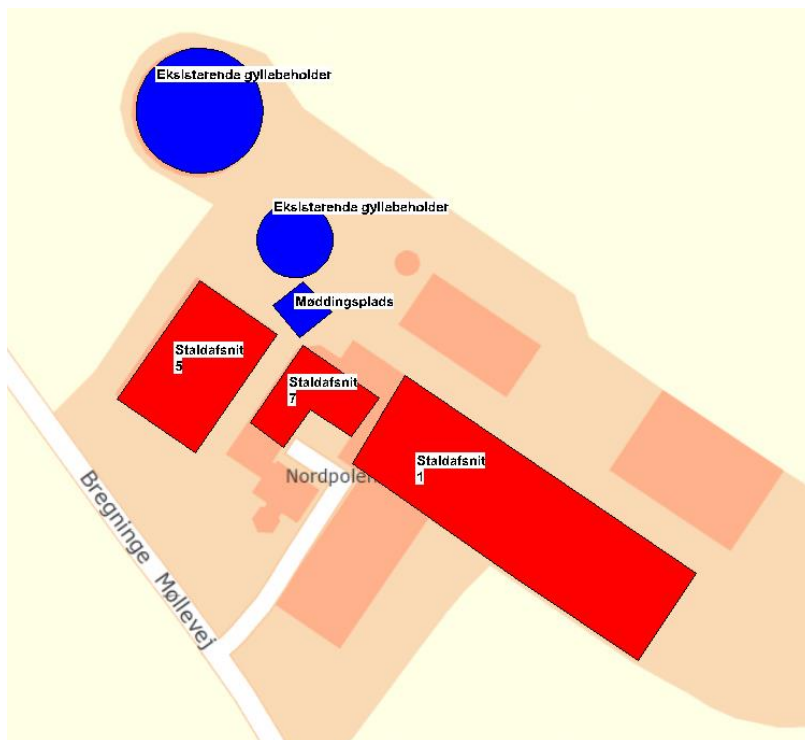 Eksisterende gyllebeholder
Eksisterende gyllebeholder
Møddingsplads
Staldafsnit
5
Staldafsnit
7
Staldafsnit
1
Nordpolen
Bregninge Møllevej